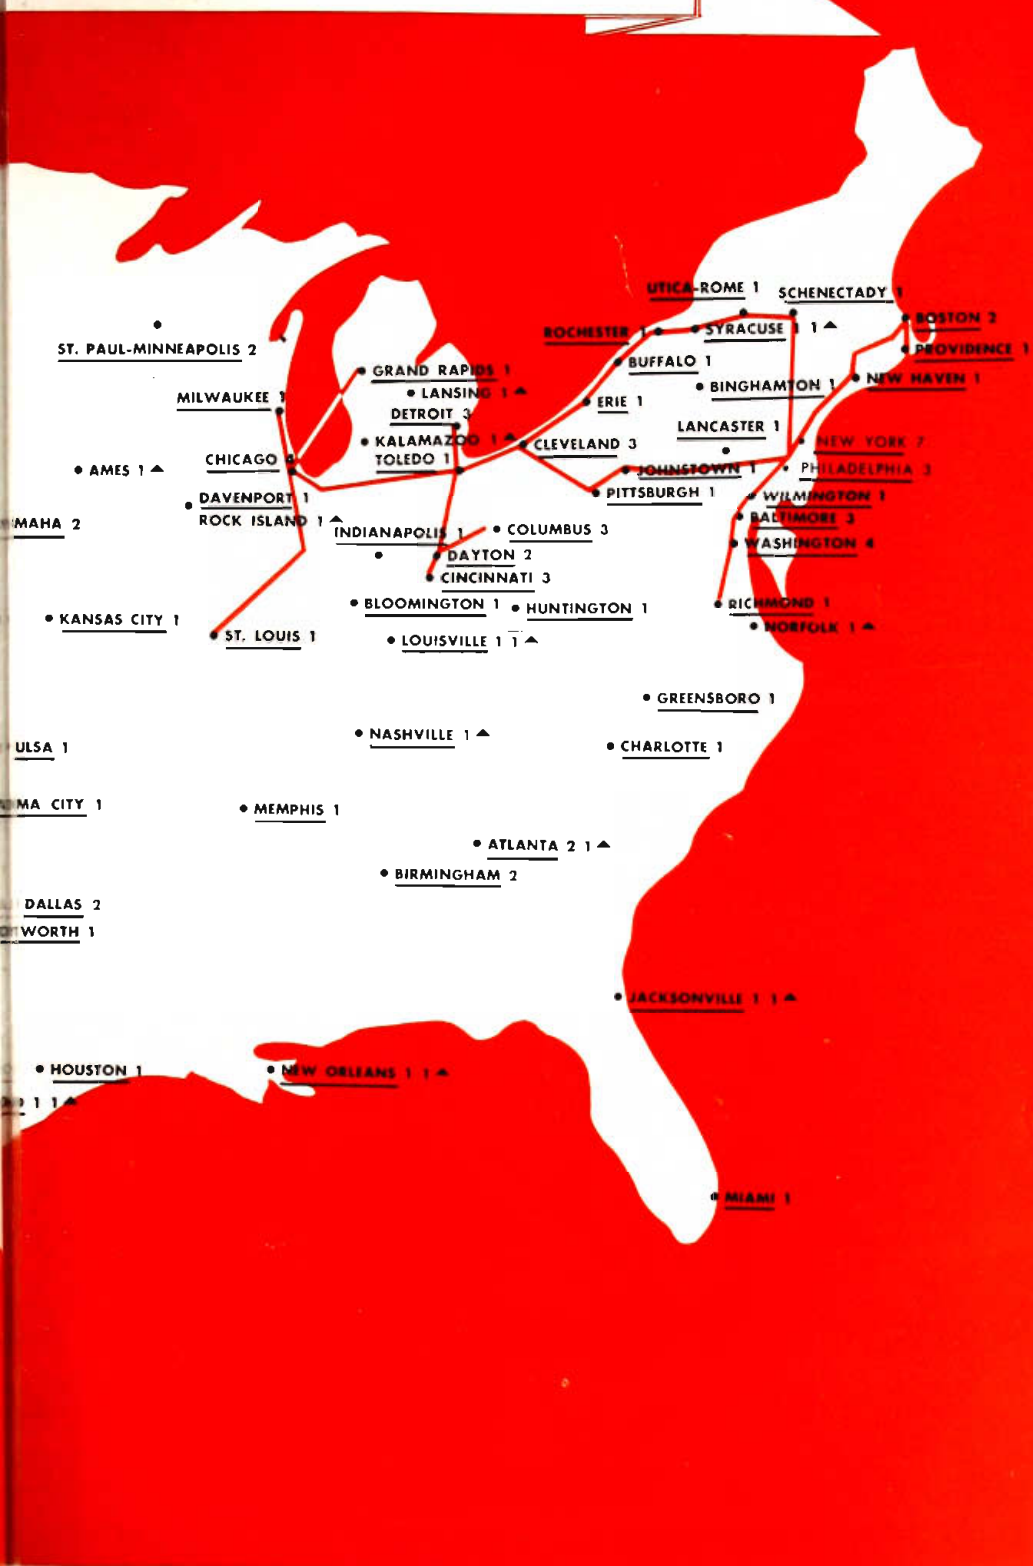 UTICA-ROME 1
SCHENECTADY 1
BOSTON 2
ROCHESTER 1
SYRACUSE 1 1▲
ST. PAUL-MINNEAPOLIS 2
PROVIDENCE 1
BUFFALO 1
GRAND RAPIDS 1
NEW HAVEN 1
BINGHAMTON 1
LANSING 1▲
MILWAUKEE 1
ERIE 1
DETROIT 3
LANCASTER 1
KALAMAZOO 1▲
CLEVELAND 3
NEW YORK 7
CHICAGO 4
TOLEDO 1
AMES 1▲
JOHNSTOWN 1
PHILADELPHIA 3
PITTSBURGH 1
DAVENPORT 1
ROCK ISLAND 1▲
WILMINGTON 1
BALTIMORE 3
MAHA 2
INDIANAPOLIS 1
COLUMBUS 3
WASHINGTON 4
DAYTON 2
CINCINNATI 3
BLOOMINGTON 1
HUNTINGTON 1
RICHMOND 1
KANSAS CITY 1
NORFOLK 1▲
ST. LOUIS 1
LOUISVILLE 1 1▲
GREENSBORO 1
NASHVILLE 1▲
ULSA 1
CHARLOTTE 1
MA CITY 1
MEMPHIS 1
ATLANTA 2 1▲
BIRMINGHAM 2
DALLAS 2
WORTH 1
JACKSONVILLE 1 1▲
HOUSTON 1
NEW ORLEANS 1 1▲
1 1▲
MIAMI 1